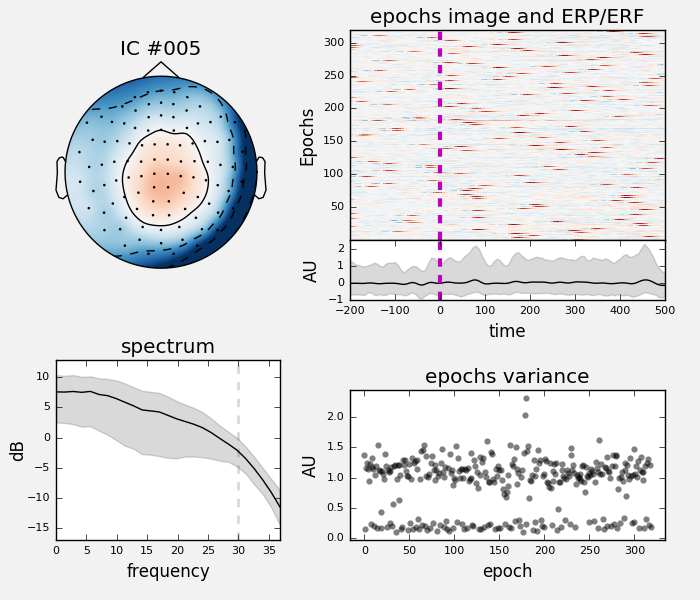 IC #005
epochs image and ERP/ERF
Epochs
300
250
200
150
100
50
AU
2
1
0
−1
−200 −100 0 100 200 300 400 500
time
spectrum
dB
10
5
0
−5
−10
−15
0 5 10 15 20 25 30 35
frequency
epochs variance
AU
2.0
1.5
1.0
0.5
0.0
0 50 100 150 200 250 300
epoch